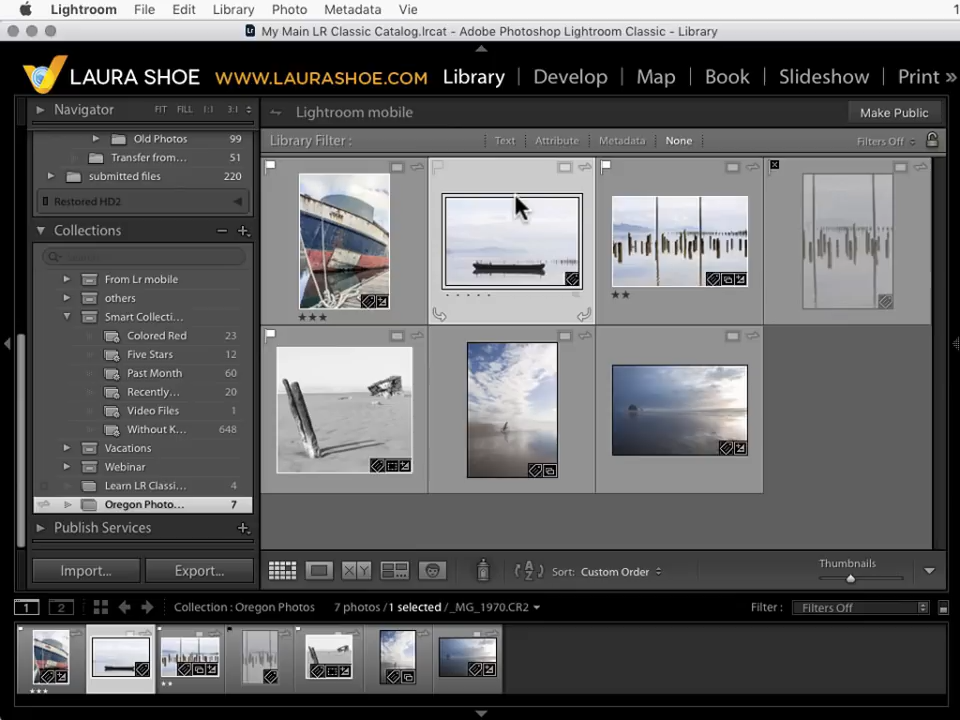 Lightroom File Edit Library Photo Metadata Vie 1
My Main LR Classic Catalog.lrcat - Adobe Photoshop Lightroom Classic - Library
LAURA SHOE WWW.LAURASHOE.COM Library | Develop | Map | Book | Slideshow | Print »
Navigator FIT FILL 1:1 3:1
Lightroom mobile Make Public
Old Photos 99
Library Filter : Text Attribute Metadata None Filters Off
Transfer from... 51
submitted files 220
Restored HD2
Collections
From Lr mobile
others
Smart Collecti...
Colored Red 23
Five Stars 12
Past Month 60
Recently... 20
Video Files 1
Without K... 648
Vacations
Webinar
Learn LR Classi... 4
Oregon Photo... 7
Publish Services
Import... Export...
XY
Sort: Custom Order
Thumbnails
1 2 Collection : Oregon Photos 7 photos / 1 selected / _MG_1970.CR2 Filter : Filters Off